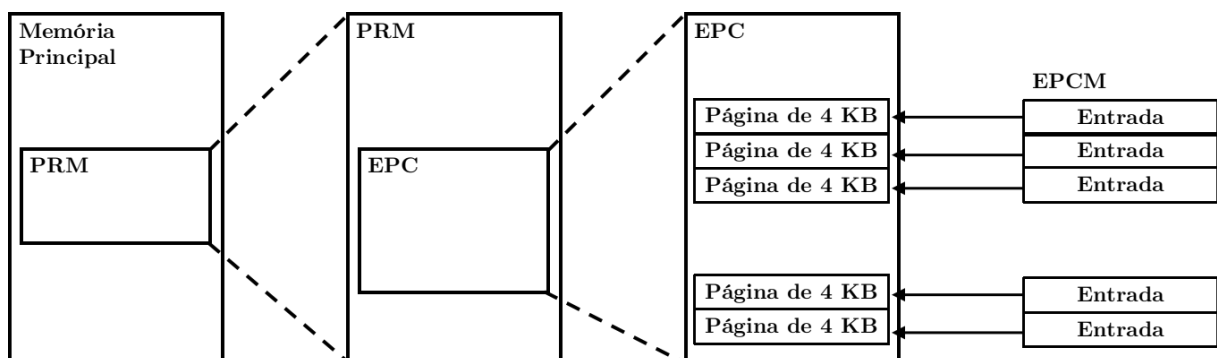 Memória
Principal
PRM
PRM
EPC
EPC
Página de 4 KB
Página de 4 KB
Página de 4 KB
Página de 4 KB
Página de 4 KB
EPCM
Entrada
Entrada
Entrada
Entrada
Entrada